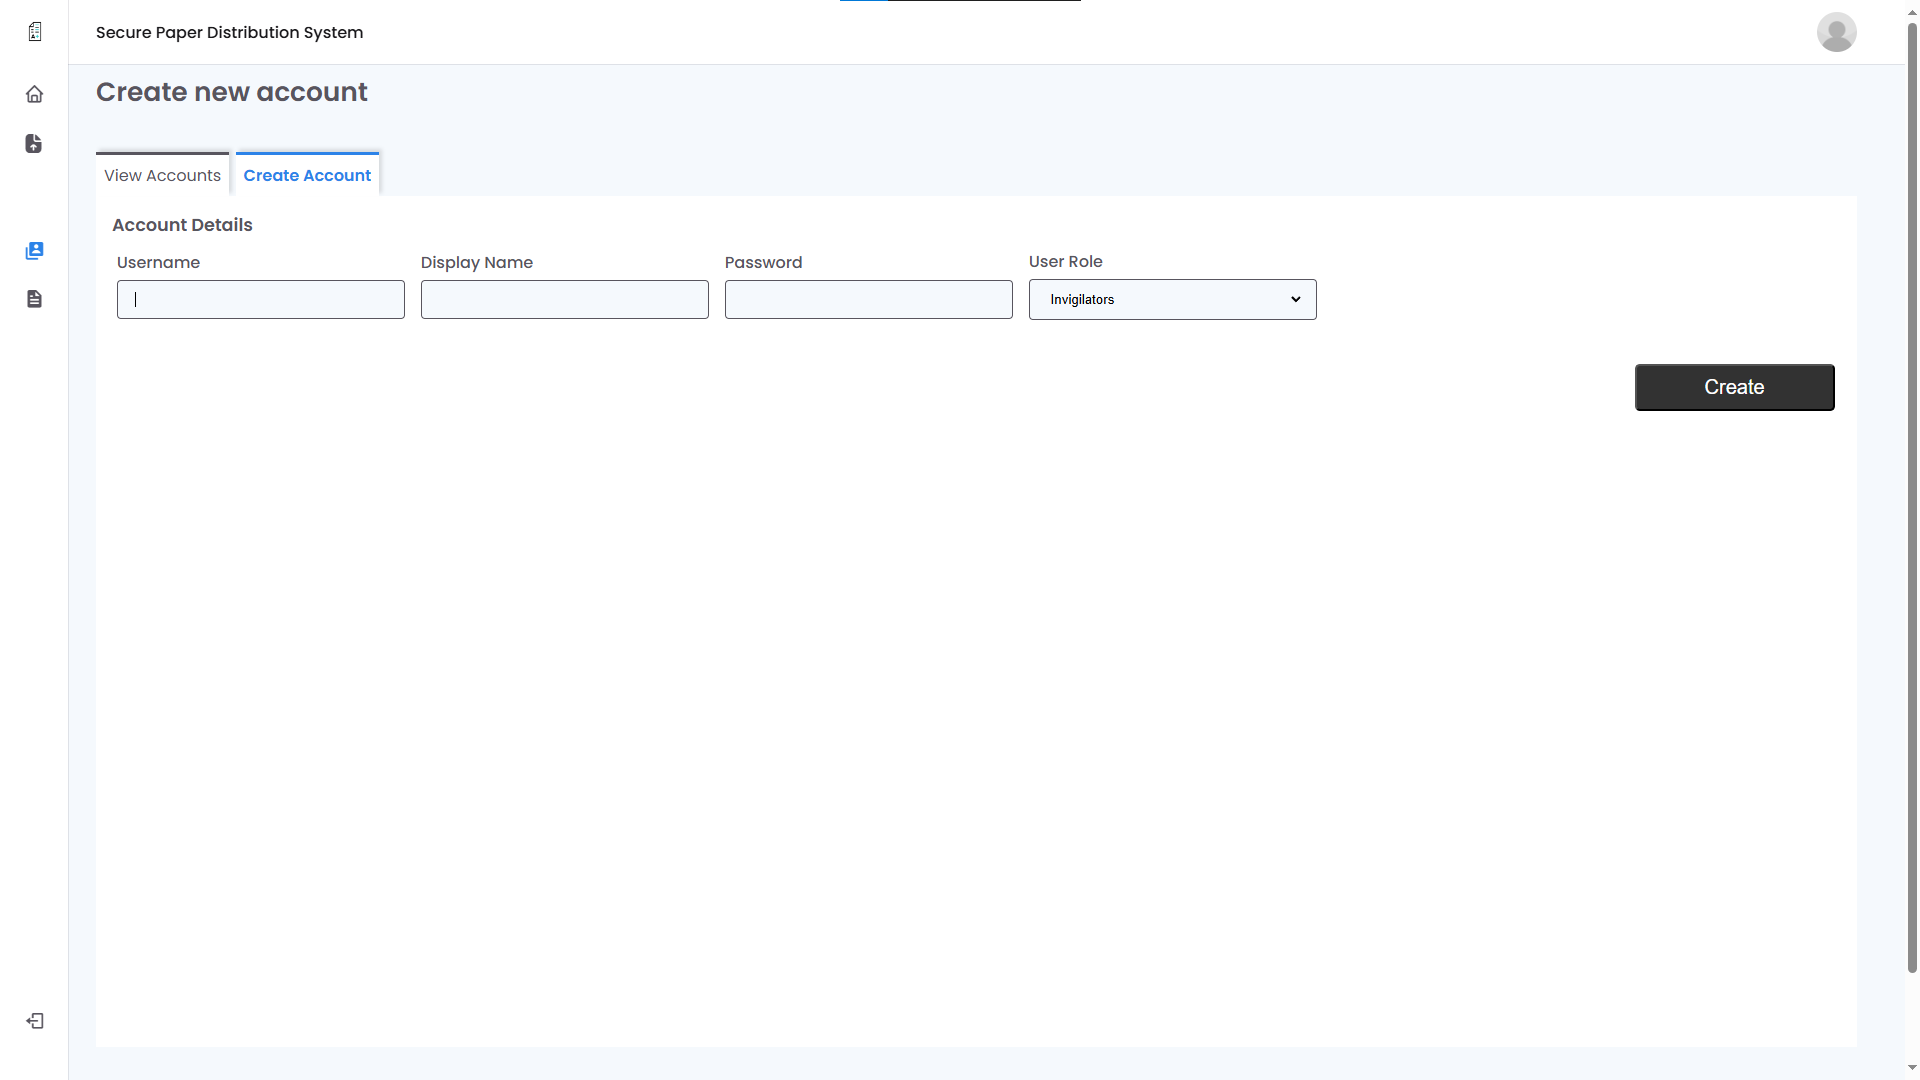 Secure Paper Distribution System
Create new account
View Accounts
Create Account
Account Details
Username
Display Name
Password
User Role
Invigilators
Create